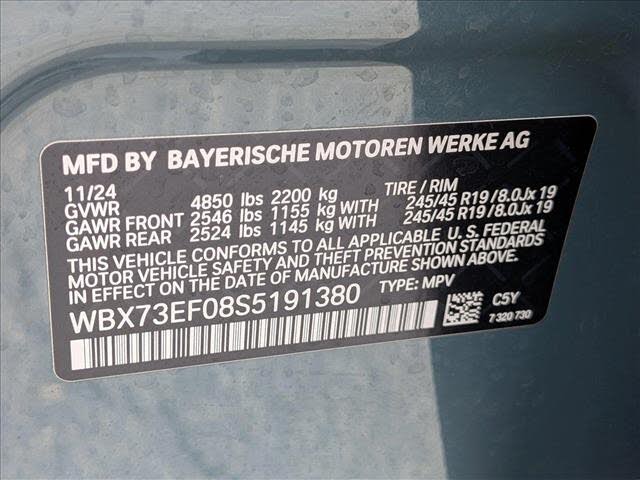 MFD BY BAYERISCHE MOTOREN WERKE AG
11/24 TIRE / RIM
GVWR 4850 lbs 2200 kg
GAWR FRONT 2546 lbs 1155 kg WITH 245/45 R19 / 8.0Jx 19
GAWR REAR 2524 lbs 1145 kg WITH 245/45 R19 / 8.0Jx 19
THIS VEHICLE CONFORMS TO ALL APPLICABLE U. S. FEDERAL
MOTOR VEHICLE SAFETY AND THEFT PREVENTION STANDARDS
IN EFFECT ON THE DATE OF MANUFACTURE SHOWN ABOVE.
WBX73EF08S5191380 TYPE: MPV
C5Y
7 320 730